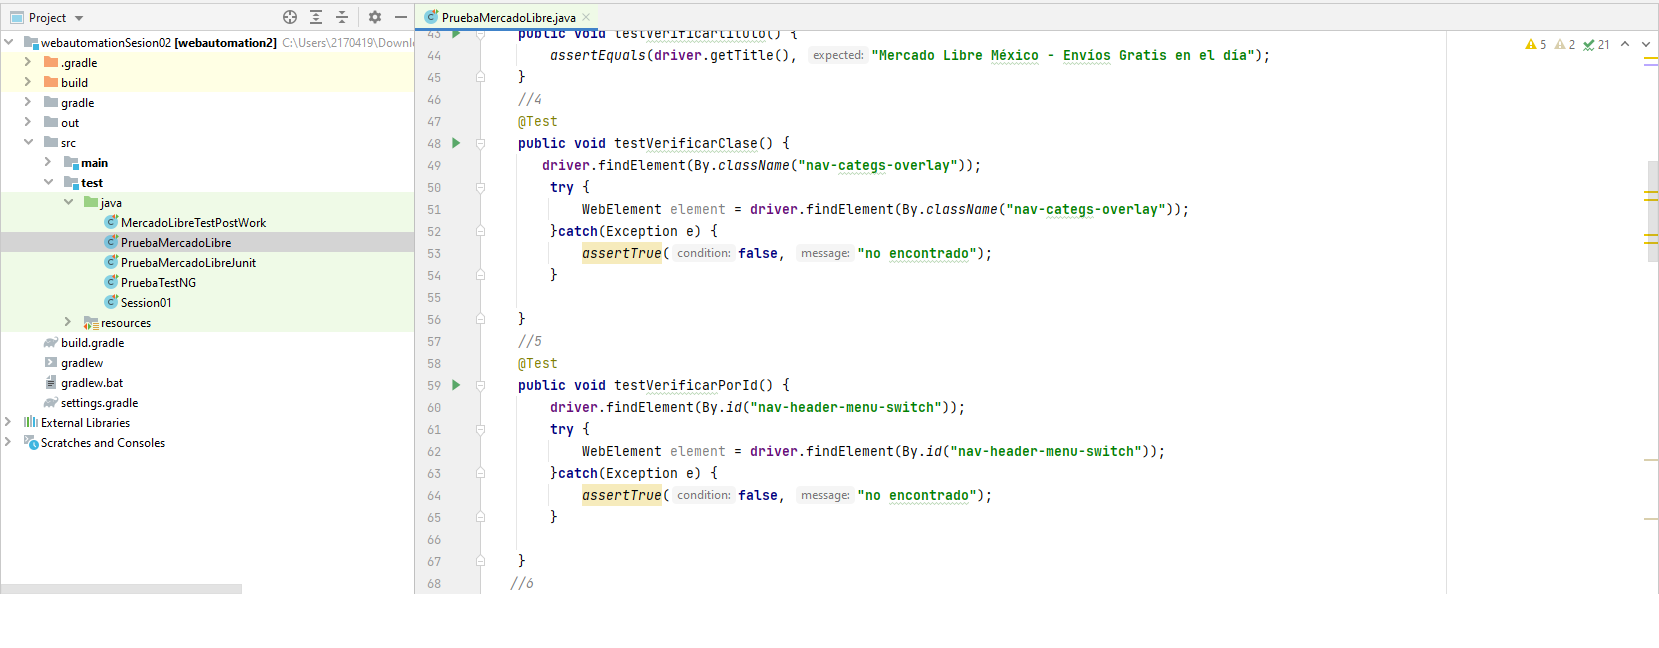 Project
webautomationSesion02 [webautomation2] C:\Users\2170419\Downl
.gradle
build
gradle
out
src
main
test
java
MercadoLibreTestPostWork
PruebaMercadoLibre
PruebaMercadoLibreJunit
PruebaTestNG
Session01
resources
build.gradle
gradlew
gradlew.bat
settings.gradle
External Libraries
Scratches and Consoles
PruebaMercadoLibre.java
5 2 21
43 public void testVerificarTitulo() {
44 assertEquals(driver.getTitle(), expected: "Mercado Libre México - Envíos Gratis en el día");
45 }
46 //4
47 @Test
48 public void testVerificarClase() {
49 driver.findElement(By.className("nav-categs-overlay"));
50 try {
51 WebElement element = driver.findElement(By.className("nav-categs-overlay"));
52 }catch(Exception e) {
53 assertTrue( condition: false, message: "no encontrado");
54 }
55
56 }
57 //5
58 @Test
59 public void testVerificarPorId() {
60 driver.findElement(By.id("nav-header-menu-switch"));
61 try {
62 WebElement element = driver.findElement(By.id("nav-header-menu-switch"));
63 }catch(Exception e) {
64 assertTrue( condition: false, message: "no encontrado");
65 }
66
67 }
68 //6